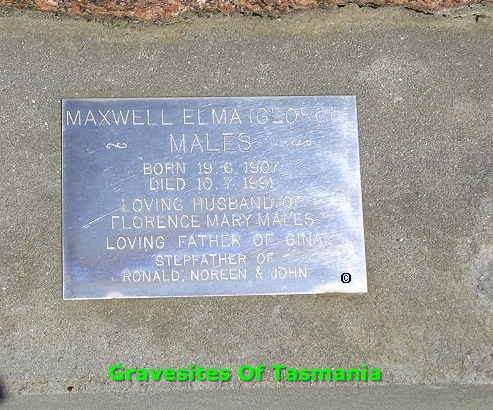 MAXWELL ELMA (GEORGE)
MALES
BORN 19. 6. 1907
DIED 10. 7. 1991
LOVING HUSBAND OF
FLORENCE MARY MALES
LOVING FATHER OF GINA
STEPFATHER OF
RONALD, NOREEN & JOHN
©
Gravesites Of Tasmania